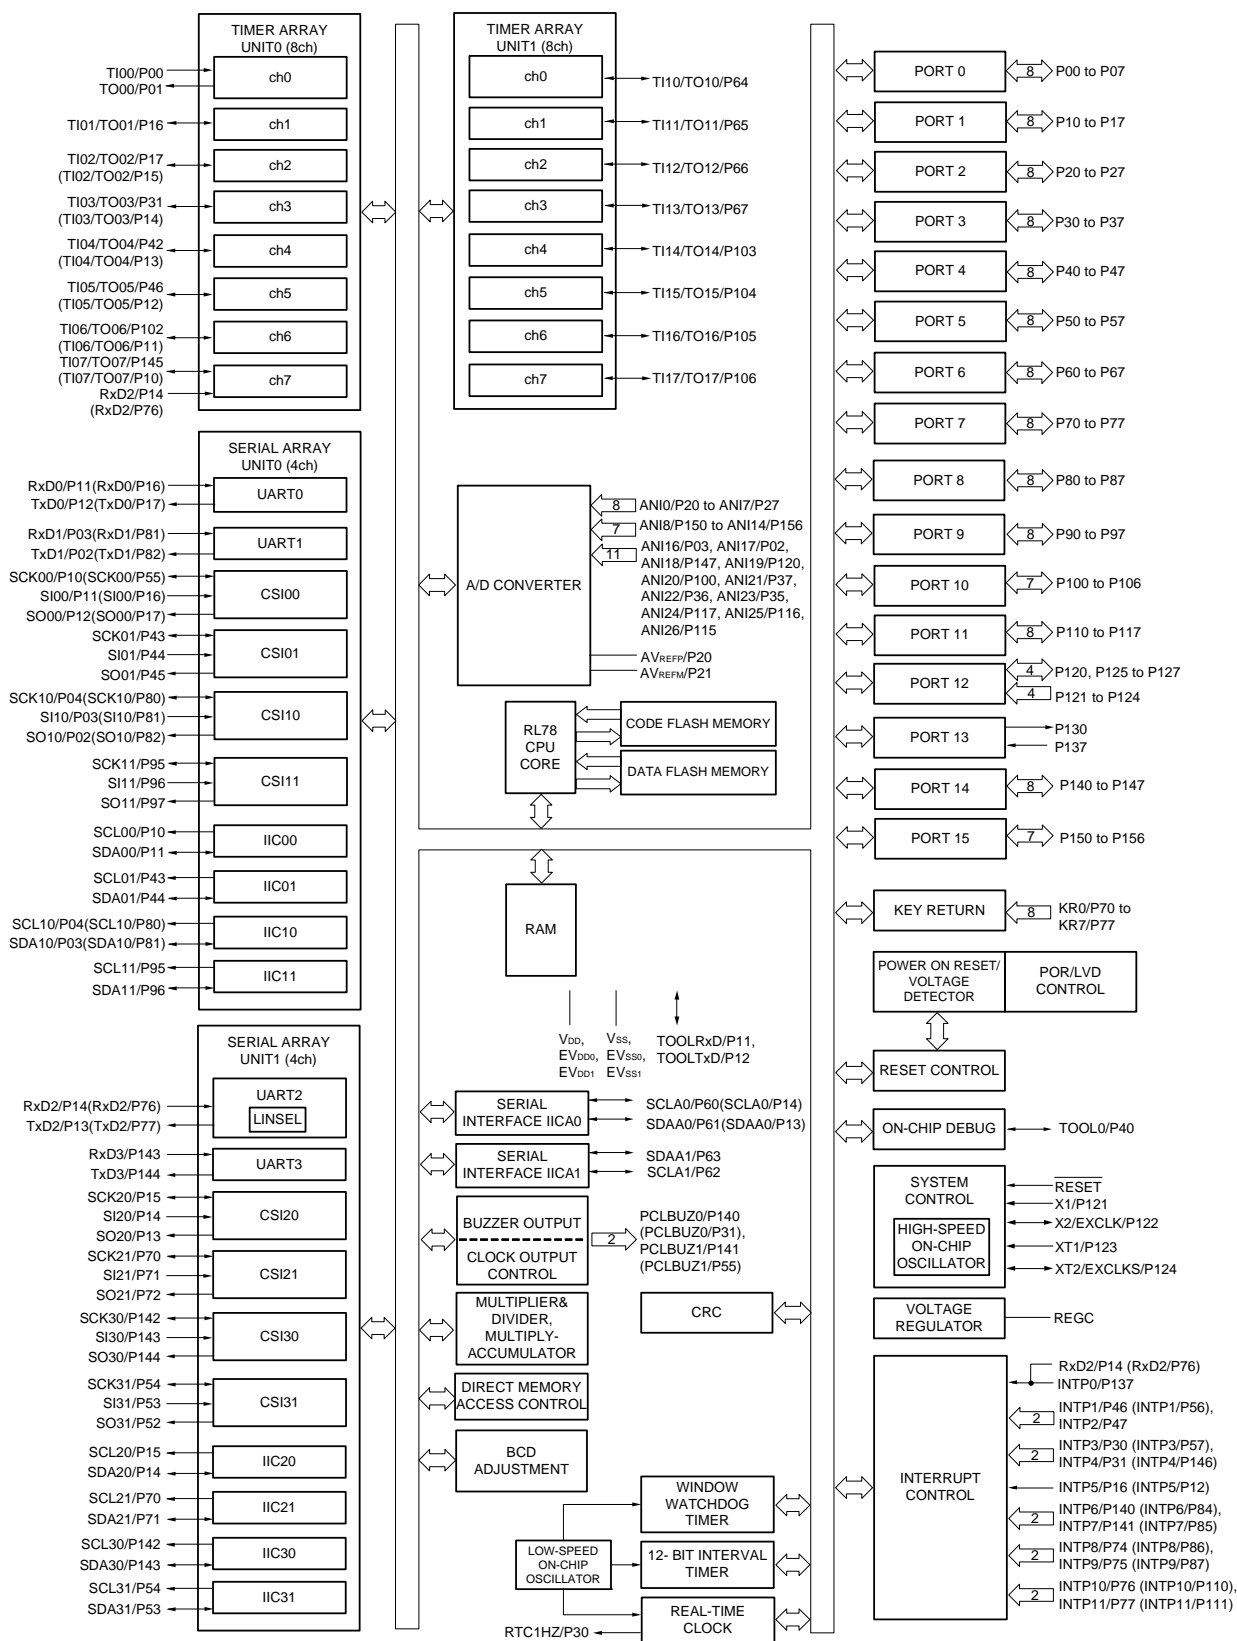 TIMER ARRAY
UNIT0 (8ch)
TI00/P00
TO00/P01
ch0
TI01/TO01/P16
ch1
TI02/TO02/P17
(TI02/TO02/P15)
ch2
TI03/TO03/P31
(TI03/TO03/P14)
ch3
TI04/TO04/P42
(TI04/TO04/P13)
ch4
TI05/TO05/P46
(TI05/TO05/P12)
ch5
TI06/TO06/P102
(TI06/TO06/P11)
ch6
TI07/TO07/P145
(TI07/TO07/P10)
ch7
RxD2/P14
(RxD2/P76)
SERIAL ARRAY
UNIT0 (4ch)
RxD0/P11(RxD0/P16)
TxD0/P12(TxD0/P17)
UART0
RxD1/P03(RxD1/P81)
TxD1/P02(TxD1/P82)
UART1
SCK00/P10(SCK00/P55)
SI00/P11(SI00/P16)
SO00/P12(SO00/P17)
CSI00
SCK01/P43
SI01/P44
SO01/P45
CSI01
SCK10/P04(SCK10/P80)
SI10/P03(SI10/P81)
SO10/P02(SO10/P82)
CSI10
SCK11/P95
SI11/P96
SO11/P97
CSI11
SCL00/P10
SDA00/P11
IIC00
SCL01/P43
SDA01/P44
IIC01
SCL10/P04(SCL10/P80)
SDA10/P03(SDA10/P81)
IIC10
SCL11/P95
SDA11/P96
IIC11
SERIAL ARRAY
UNIT1 (4ch)
RxD2/P14(RxD2/P76)
TxD2/P13(TxD2/P77)
UART2
LINSEL
RxD3/P143
TxD3/P144
UART3
SCK20/P15
SI20/P14
SO20/P13
CSI20
SCK21/P70
SI21/P71
SO21/P72
CSI21
SCK30/P142
SI30/P143
SO30/P144
CSI30
SCK31/P54
SI31/P53
SO31/P52
CSI31
SCL20/P15
SDA20/P14
IIC20
SCL21/P70
SDA21/P71
IIC21
SCL30/P142
SDA30/P143
IIC30
SCL31/P54
SDA31/P53
IIC31
TIMER ARRAY
UNIT1 (8ch)
ch0
TI10/TO10/P64
ch1
TI11/TO11/P65
ch2
TI12/TO12/P66
ch3
TI13/TO13/P67
ch4
TI14/TO14/P103
ch5
TI15/TO15/P104
ch6
TI16/TO16/P105
ch7
TI17/TO17/P106
A/D CONVERTER
8
ANI0/P20 to ANI7/P27
7
ANI8/P150 to ANI14/P156
11
ANI16/P03, ANI17/P02,
ANI18/P147, ANI19/P120,
ANI20/P100, ANI21/P37,
ANI22/P36, ANI23/P35,
ANI24/P117, ANI25/P116,
ANI26/P115
AVREFP/P20
AVREFM/P21
RL78
CPU
CORE
CODE FLASH MEMORY
DATA FLASH MEMORY
RAM
VDD,
EVDD0,
EVDD1
VSS,
EVSS0,
EVSS1
TOOLRxD/P11,
TOOLTxD/P12
SERIAL
INTERFACE IICA0
SCLA0/P60(SCLA0/P14)
SDAA0/P61(SDAA0/P13)
SERIAL
INTERFACE IICA1
SDAA1/P63
SCLA1/P62
BUZZER OUTPUT
CLOCK OUTPUT
CONTROL
2
PCLBUZ0/P140
(PCLBUZ0/P31),
PCLBUZ1/P141
(PCLBUZ1/P55)
MULTIPLIER&
DIVIDER,
MULTIPLY-
ACCUMULATOR
CRC
DIRECT MEMORY
ACCESS CONTROL
BCD
ADJUSTMENT
LOW-SPEED
ON-CHIP
OSCILLATOR
WINDOW
WATCHDOG
TIMER
12- BIT INTERVAL
TIMER
REAL-TIME
CLOCK
RTC1HZ/P30
PORT 0
8
P00 to P07
PORT 1
8
P10 to P17
PORT 2
8
P20 to P27
PORT 3
8
P30 to P37
PORT 4
8
P40 to P47
PORT 5
8
P50 to P57
PORT 6
8
P60 to P67
PORT 7
8
P70 to P77
PORT 8
8
P80 to P87
PORT 9
8
P90 to P97
PORT 10
7
P100 to P106
PORT 11
8
P110 to P117
PORT 12
4
P120, P125 to P127
4
P121 to P124
PORT 13
P130
P137
PORT 14
8
P140 to P147
PORT 15
7
P150 to P156
KEY RETURN
8
KR0/P70 to
KR7/P77
POWER ON RESET/
VOLTAGE
DETECTOR
POR/LVD
CONTROL
RESET CONTROL
ON-CHIP DEBUG
TOOL0/P40
SYSTEM
CONTROL
HIGH-SPEED
ON-CHIP
OSCILLATOR
RESET
X1/P121
X2/EXCLK/P122
XT1/P123
XT2/EXCLKS/P124
VOLTAGE
REGULATOR
REGC
INTERRUPT
CONTROL
RxD2/P14 (RxD2/P76)
INTP0/P137
2
INTP1/P46 (INTP1/P56),
INTP2/P47
2
INTP3/P30 (INTP3/P57),
INTP4/P31 (INTP4/P146)
INTP5/P16 (INTP5/P12)
2
INTP6/P140 (INTP6/P84),
INTP7/P141 (INTP7/P85)
2
INTP8/P74 (INTP8/P86),
INTP9/P75 (INTP9/P87)
2
INTP10/P76 (INTP10/P110),
INTP11/P77 (INTP11/P111)